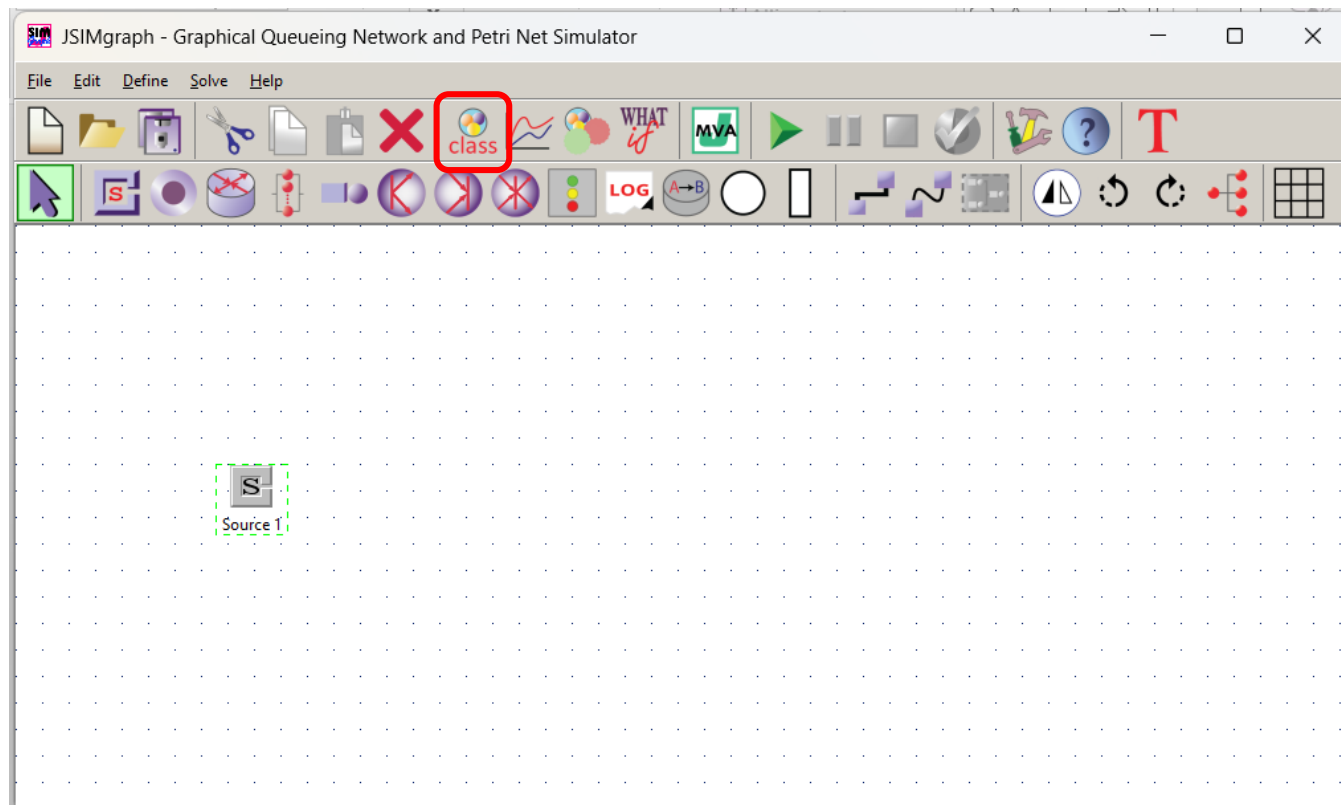 SIM JSIMgraph - Graphical Queueing Network and Petri Net Simulator
File Edit Define Solve Help
class WHAT if MVA ? T
S LOG A→B
S
Source 1